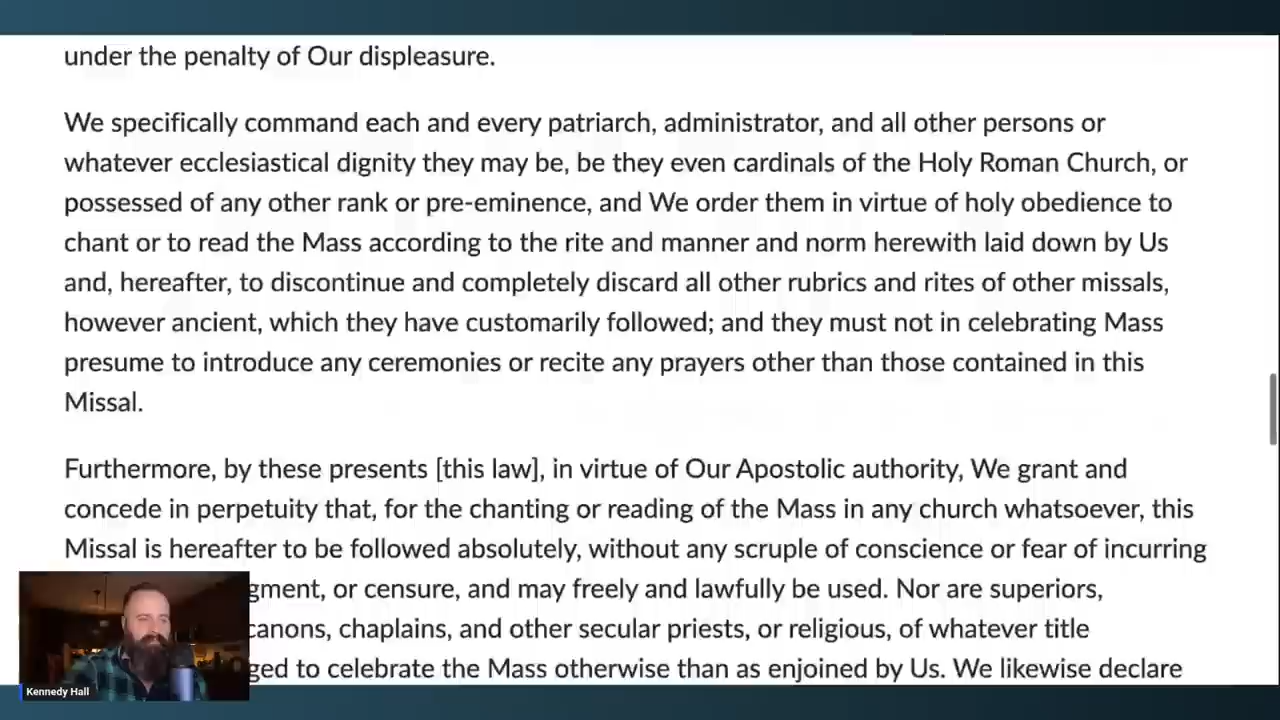 under the penalty of Our displeasure.
We specifically command each and every patriarch, administrator, and all other persons or
whatever ecclesiastical dignity they may be, be they even cardinals of the Holy Roman Church, or
possessed of any other rank or pre-eminence, and We order them in virtue of holy obedience to
chant or to read the Mass according to the rite and manner and norm herewith laid down by Us
and, hereafter, to discontinue and completely discard all other rubrics and rites of other missals,
however ancient, which they have customarily followed; and they must not in celebrating Mass
presume to introduce any ceremonies or recite any prayers other than those contained in this
Missal.
Furthermore, by these presents [this law], in virtue of Our Apostolic authority, We grant and
concede in perpetuity that, for the chanting or reading of the Mass in any church whatsoever, this
Missal is hereafter to be followed absolutely, without any scruple of conscience or fear of incurring
gment, or censure, and may freely and lawfully be used. Nor are superiors,
canons, chaplains, and other secular priests, or religious, of whatever title
ged to celebrate the Mass otherwise than as enjoined by Us. We likewise declare
Kennedy Hall